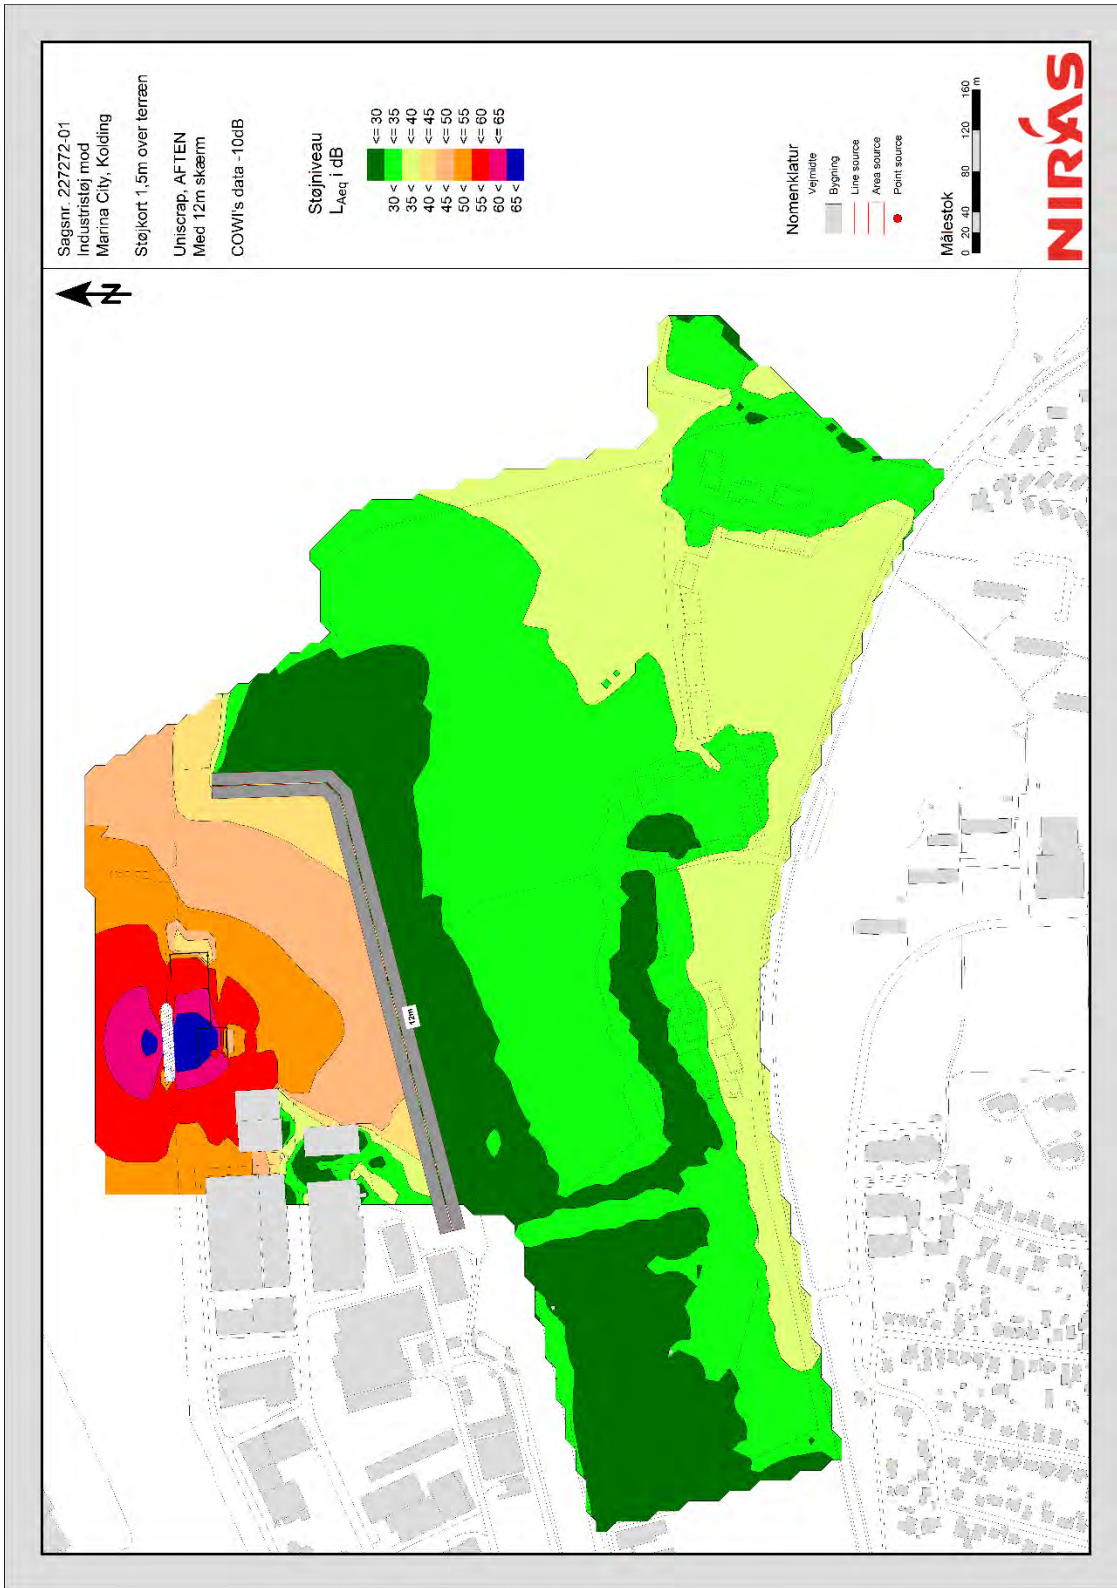 Sagsnr. 227272-01
Industristøj mod
Marina City, Kolding
Støjkort 1,5m over terræn
Uniscrap, AFTEN
Med 12m skærm
COWI's data -10dB
Støjniveau
LAeq i dB
<= 30
30 < <= 35
35 < <= 40
40 < <= 45
45 < <= 50
50 < <= 55
55 < <= 60
60 < <= 65
65 <
Nomenklatur
Vejmidte
Bygning
Line source
Area source
Point source
Målestok
0 20 40 80 120 160 m
NIRÁS
N
12m